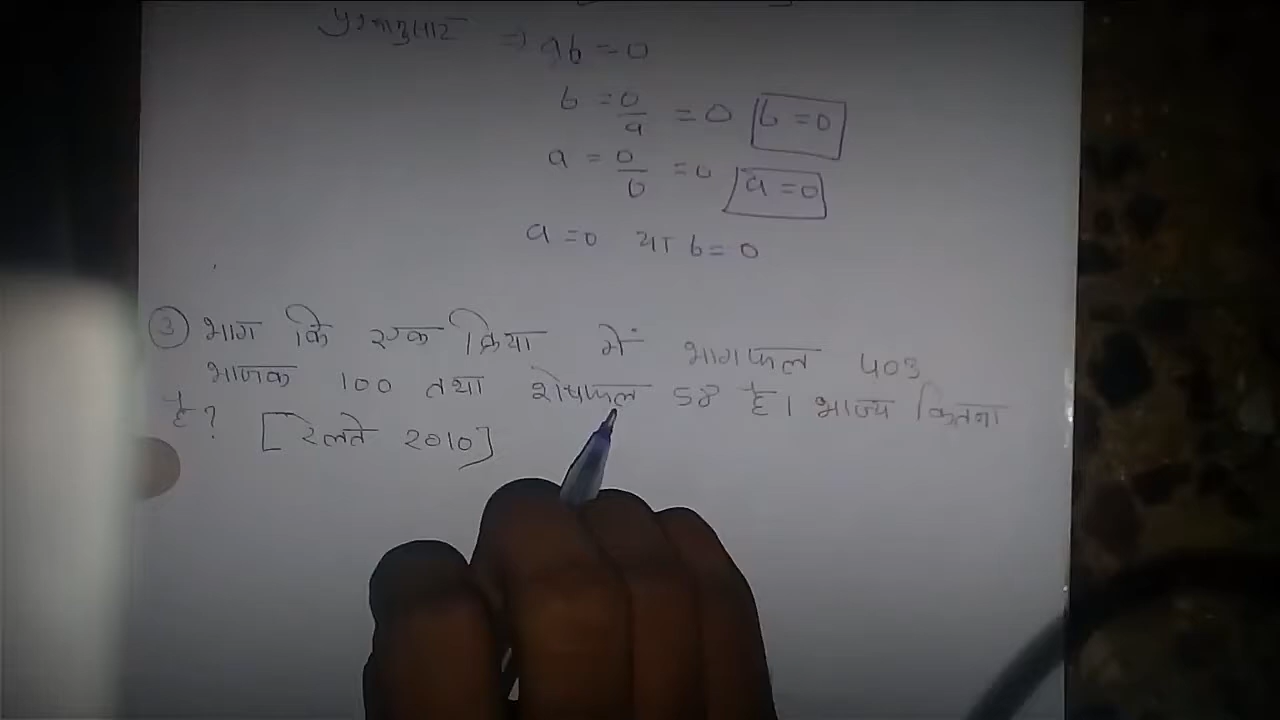 प्रश्नानुसार ⇒ ab = 0
b = 0/a = 0 b = 0
a = 0/b = 0 a = 0
a = 0 या b = 0
③ भाग कि एक क्रिया में भागफल 403
भाजक 100 तथा शेषफल 58 है। भाज्य कितना
है? [रेलवे 2010]